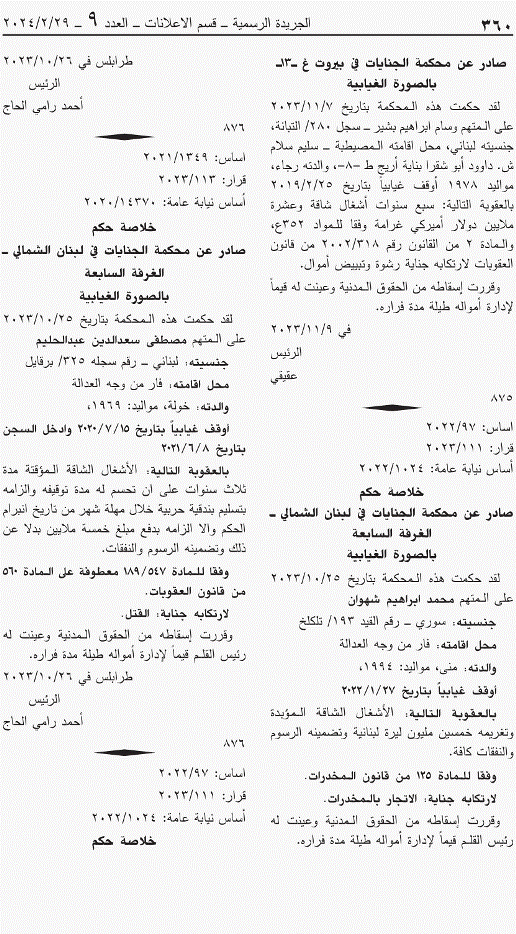 ٣٦٠
الجريدة الرسمية ــ قسم الاعلانات ــ العدد ٩ ــ ٢٠٢٤/٢/٢٩
صادر عن محكمة الجنايات في بيروت غ ــ١٣ــ
بالصورة الغيابية
لقد حكمت هذه المحكمة بتاريخ ٢٠٢٣/١١/٧
على المتهم وسام ابراهيم بشير ــ سجل ٢٨٠/ التبانة،
جنسيته لبناني، محل اقامته المصيطبة ــ سليم سلام
ش. داوود أبو شقرا بناية أريج ط ــ٨ــ، والدته رجاء،
مواليد ١٩٧٨ أوقف غيابياً بتاريخ ٢٠١٩/٢/٢٥
بالعقوبة التالية: سبع سنوات أشغال شاقة وعشرة
ملايين دولار أميركي غرامة وفقا للمواد ٣٥٢ع،
والمادة ٢ من القانون رقم ٢٠٠٢/٣١٨ من قانون
العقوبات لارتكابه جناية رشوة وتبييض أموال.
وقررت إسقاطه من الحقوق المدنية وعينت له قيماً
لإدارة أمواله طيلة مدة فراره.
في ٢٠٢٣/١١/٩
الرئيس
عقيقي
٨٧٥
اساس: ٢٠٢٢/٩٧
قرار: ٢٠٢٣/١١١
أساس نيابة عامة: ٢٠٢٢/١٠٢٤
خلاصة حكم
صادر عن محكمة الجنايات في لبنان الشمالي ــ
الغرفة السابعة
بالصورة الغيابية
لقد حكمت هذه المحكمة بتاريخ ٢٠٢٣/١٠/٢٥
على المتهم محمد ابراهيم شهوان
جنسيته: سوري ــ رقم القيد ١٩٣/ تلكلخ
محل اقامته: فار من وجه العدالة
والدته: منى، مواليد: ١٩٩٤،
أوقف غيابياً بتاريخ ٢٠٢٢/١/٢٧
بالعقوبة التالية: الأشغال الشاقة المؤبدة
وتغريمه خمسين مليون ليرة لبنانية وتضمينه الرسوم
والنفقات كافة.
وفقا للمادة ١٢٥ من قانون المخدرات.
لارتكابه جناية: الاتجار بالمخدرات.
وقررت إسقاطه من الحقوق المدنية وعينت له
رئيس القلم قيماً لإدارة أمواله طيلة مدة فراره.
طرابلس في ٢٠٢٣/١٠/٢٦
الرئيس
أحمد رامي الحاج
٨٧٦
اساس: ٢٠٢١/١٣٤٩
قرار: ٢٠٢٣/١١٣
أساس نيابة عامة: ٢٠٢٠/١٤٣٧٠
خلاصة حكم
صادر عن محكمة الجنايات في لبنان الشمالي ــ
الغرفة السابعة
بالصورة الغيابية
لقد حكمت هذه المحكمة بتاريخ ٢٠٢٣/١٠/٢٥
على المتهم مصطفى سعدالدين عبدالحليم
جنسيته: لبناني ــ رقم سجله ٣٢٥/ برقايل
محل اقامته: فار من وجه العدالة
والدته: خولة، مواليد: ١٩٦٩،
أوقف غيابياً بتاريخ ٢٠٢٠/٧/١٥ وادخل السجن
بتاريخ ٢٠٢١/٦/٨
بالعقوبة التالية: الأشغال الشاقة المؤقتة مدة
ثلاث سنوات على ان تحسم له مدة توقيفه والزامه
بتسليم بندقية حربية خلال مهلة شهر من تاريخ انبرام
الحكم والا الزامه بدفع مبلغ خمسة ملايين بدلا عن
ذلك وتضمينه الرسوم والنفقات.
وفقا للمادة ١٨٩/٥٤٧ معطوفة على المادة ٥٦٠
من قانون العقوبات.
لارتكابه جناية: القتل.
وقررت إسقاطه من الحقوق المدنية وعينت له
رئيس القلم قيماً لإدارة أمواله طيلة مدة فراره.
طرابلس في ٢٠٢٣/١٠/٢٦
الرئيس
أحمد رامي الحاج
٨٧٦
اساس: ٢٠٢٢/٩٧
قرار: ٢٠٢٣/١١١
أساس نيابة عامة: ٢٠٢٢/١٠٢٤
خلاصة حكم